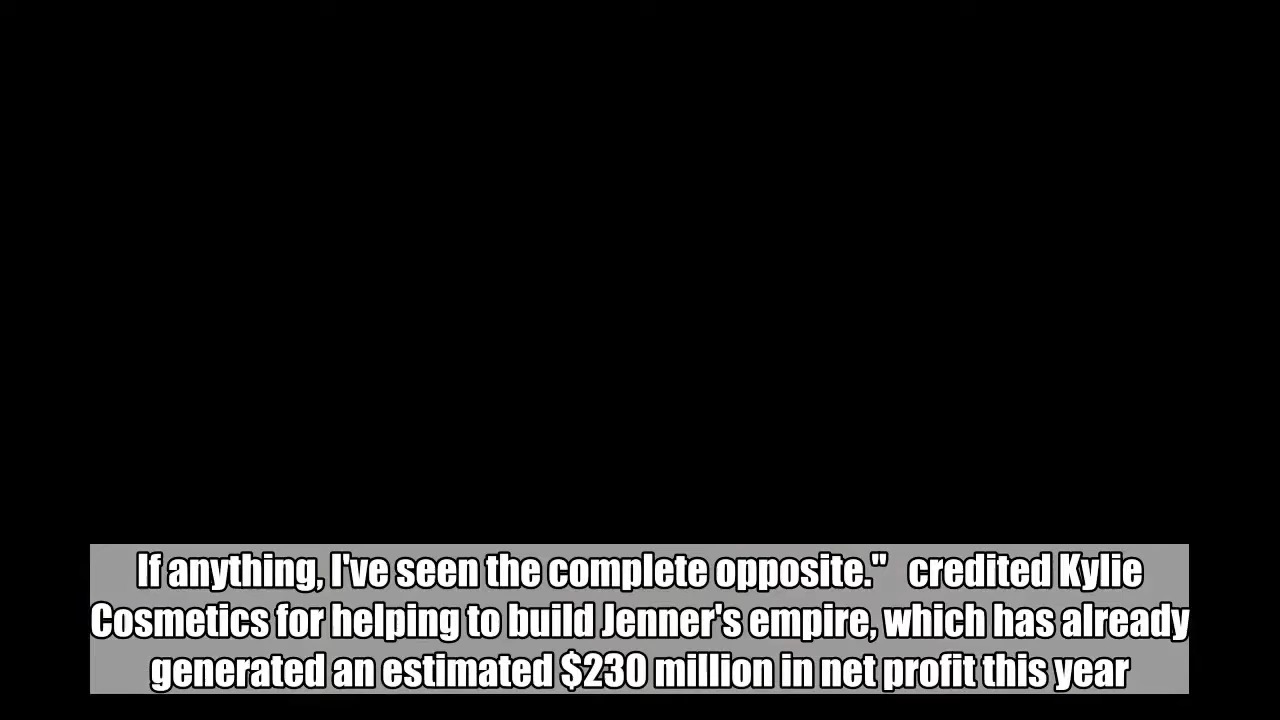 If anything, I've seen the complete opposite."   credited Kylie
Cosmetics for helping to build Jenner's empire, which has already
generated an estimated $230 million in net profit this year